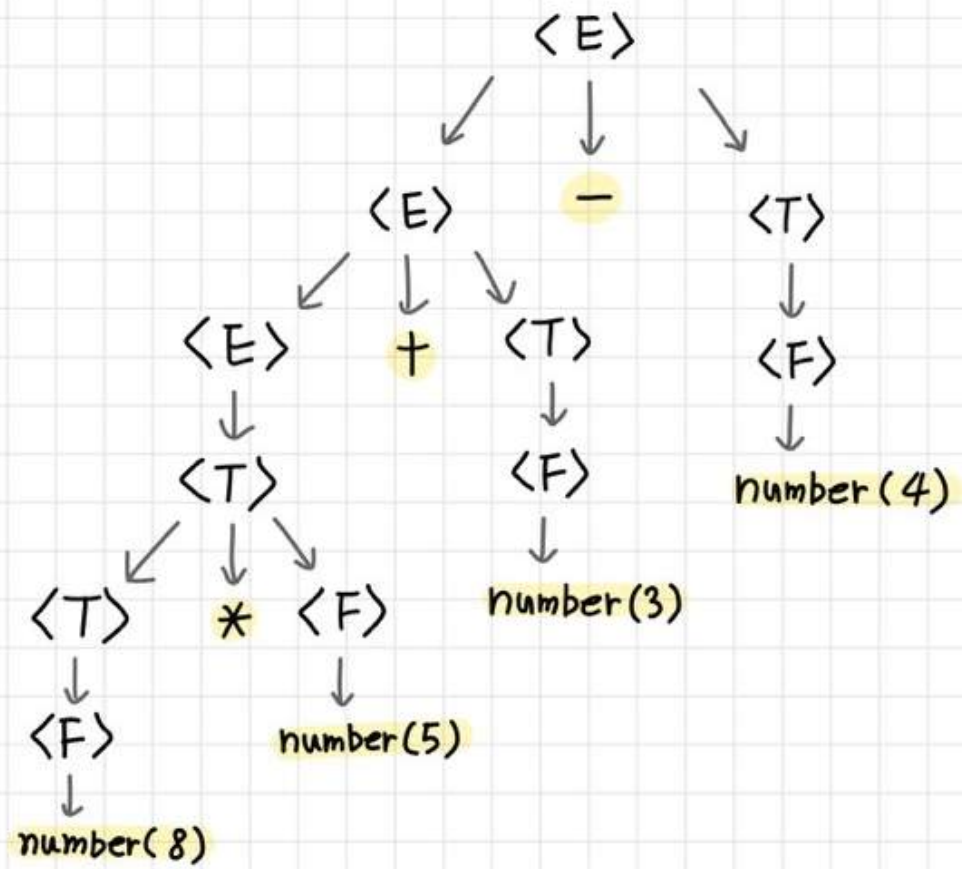 <E>
<E> - <T>
<E> + <T> <F>
<T> <F> number(4)
<T> * <F> number(3)
<F> number(5)
number(8)